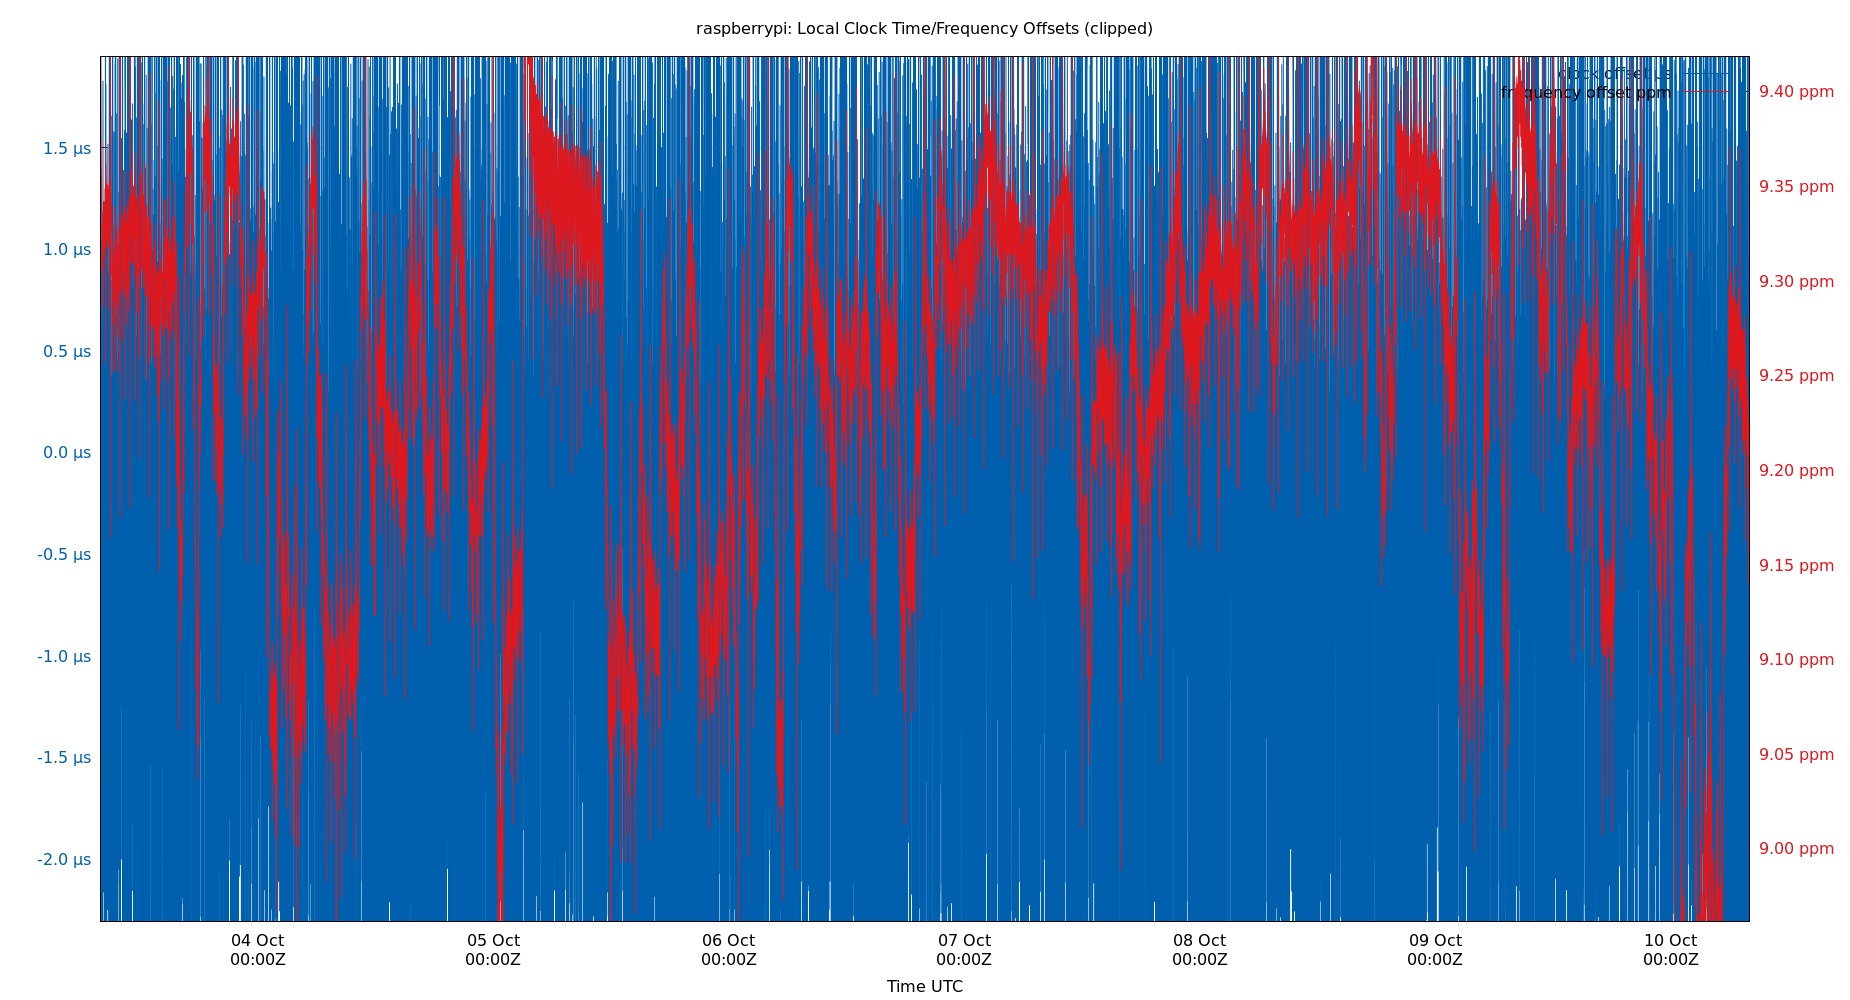 raspberrypi: Local Clock Time/Frequency Offsets (clipped)
clock offset µs
frequency offset ppm
1.5 µs
1.0 µs
0.5 µs
0.0 µs
-0.5 µs
-1.0 µs
-1.5 µs
-2.0 µs
9.40 ppm
9.35 ppm
9.30 ppm
9.25 ppm
9.20 ppm
9.15 ppm
9.10 ppm
9.05 ppm
9.00 ppm
04 Oct
00:00Z
05 Oct
00:00Z
06 Oct
00:00Z
07 Oct
00:00Z
08 Oct
00:00Z
09 Oct
00:00Z
10 Oct
00:00Z
Time UTC